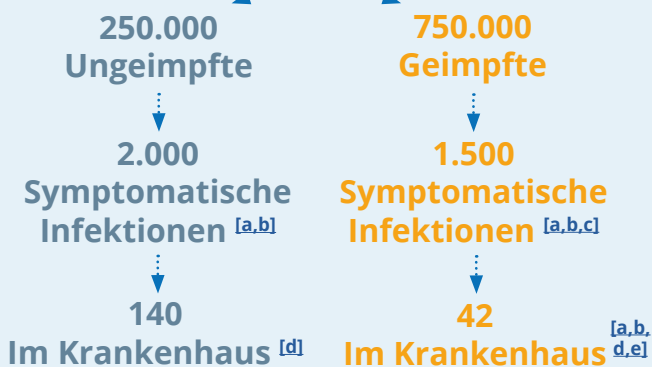 250.000
Ungeimpfte
2.000
Symptomatische
Infektionen [a,b]
140
Im Krankenhaus [d]
750.000
Geimpfte
1.500
Symptomatische
Infektionen [a,b,c]
42
Im Krankenhaus [a,b,
d,e]